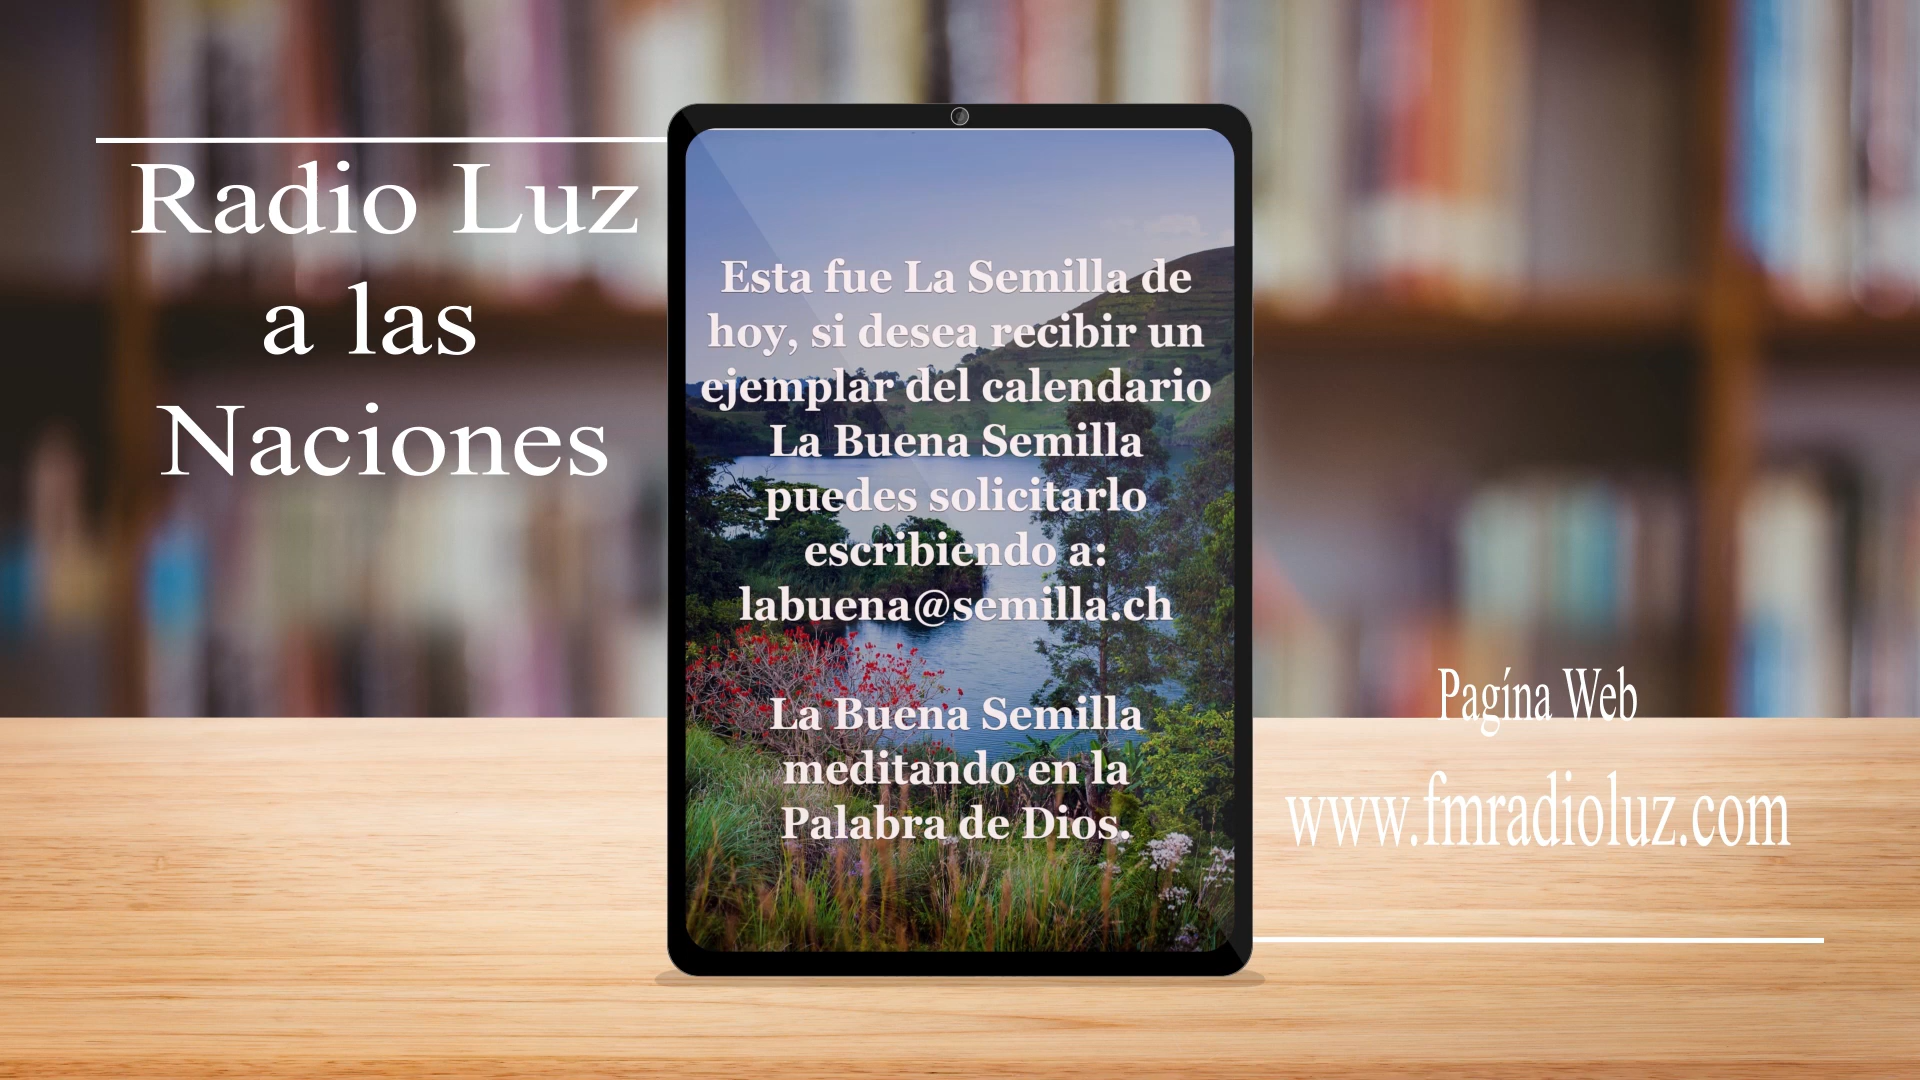 Radio Luz
a las
Naciones
Esta fue La Semilla de
hoy, si desea recibir un
ejemplar del calendario
La Buena Semilla
puedes solicitarlo
escribiendo a:
labuena@semilla.ch
La Buena Semilla
meditando en la
Palabra de Dios.
Pagína Web
www.fmradioluz.com